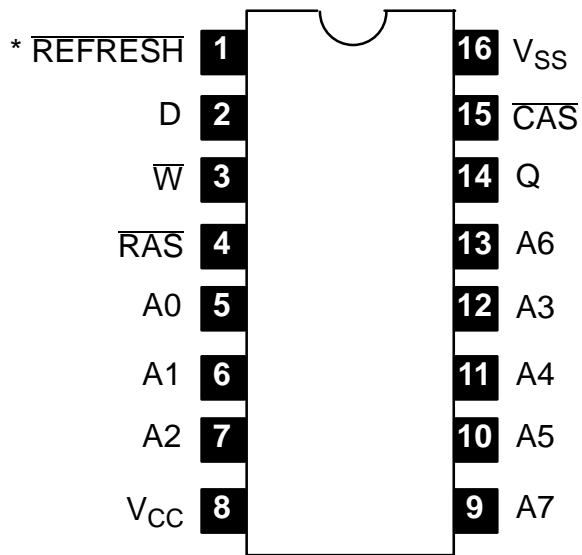 * REFRESH 1 16 VSS
D 2 15 CAS
W 3 14 Q
RAS 4 13 A6
A0 5 12 A3
A1 6 11 A4
A2 7 10 A5
VCC 8 9 A7